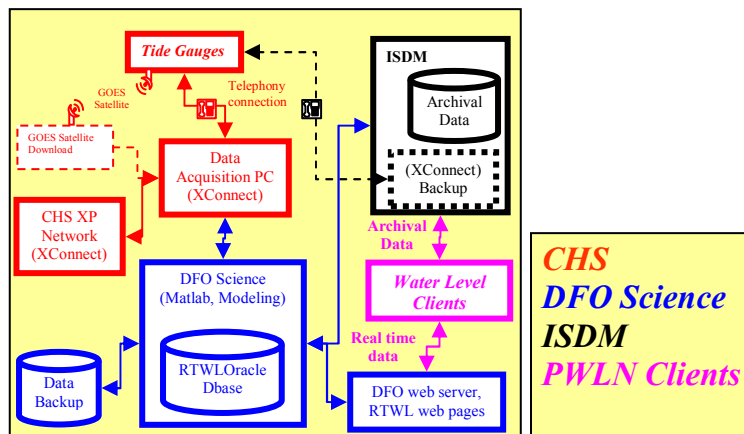 Tide Gauges
ISDM
GOES
Satellite
Telephony
connection
Archival
Data
GOES Satellite
Download
Data
Acquisition PC
(XConnect)
(XConnect)
Backup
CHS XP
Network
(XConnect)
Archival
Data
DFO Science
(Matlab, Modeling)
Water Level
Clients
RTWLOracle
Dbase
Real time
data
Data
Backup
DFO web server,
RTWL web pages
CHS
DFO Science
ISDM
PWLN Clients